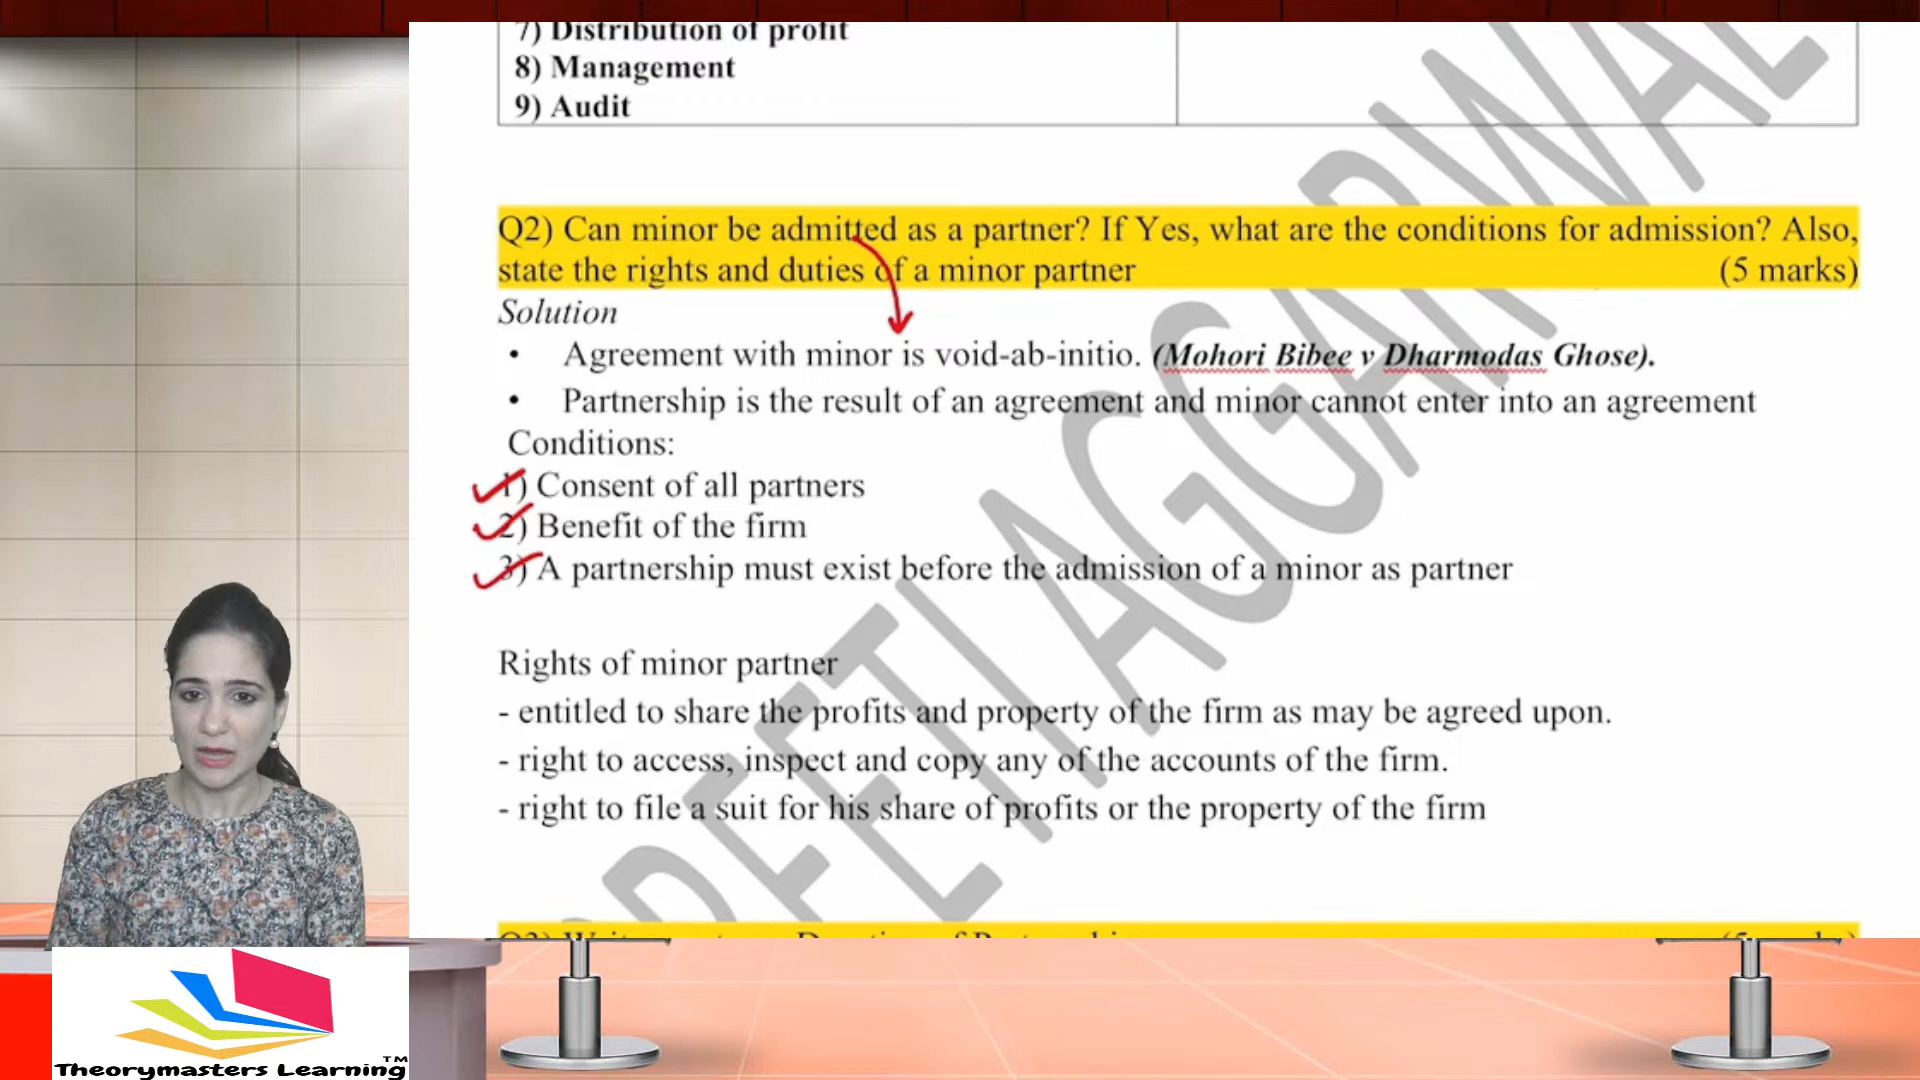 7) Distribution of profit
8) Management
9) Audit
Q2) Can minor be admitted as a partner? If Yes, what are the conditions for admission? Also,
state the rights and duties of a minor partner (5 marks)
Solution
• Agreement with minor is void-ab-initio. (Mohori Bibee v Dharmodas Ghose).
• Partnership is the result of an agreement and minor cannot enter into an agreement
Conditions:
1) Consent of all partners
2) Benefit of the firm
3) A partnership must exist before the admission of a minor as partner
Rights of minor partner
- entitled to share the profits and property of the firm as may be agreed upon.
- right to access, inspect and copy any of the accounts of the firm.
- right to file a suit for his share of profits or the property of the firm
AGGARWAL
Theorymasters Learning™